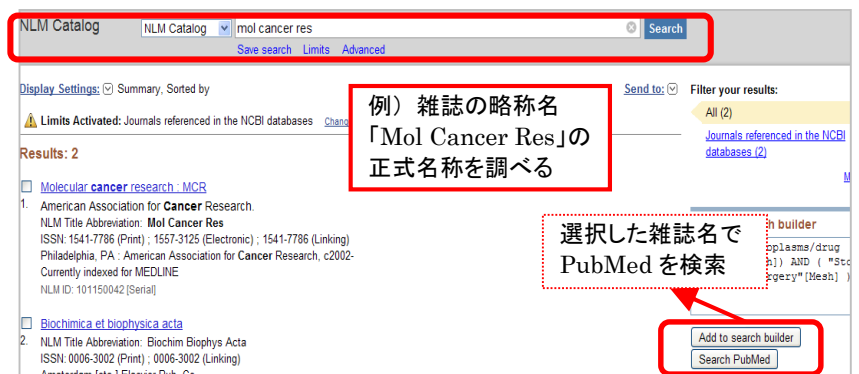 NLM Catalog
NLM Catalog mol cancer res Search
Save search Limits Advanced
Display Settings: Summary, Sorted by
Send to:
Filter your results:
All (2)
Journals referenced in the NCBI
databases (2)
Limits Activated: Journals referenced in the NCBI databases
例）雑誌の略称名
「Mol Cancer Res」の
正式名称を調べる
Results: 2
Molecular cancer research : MCR
1. American Association for Cancer Research.
NLM Title Abbreviation: Mol Cancer Res
ISSN: 1541-7786 (Print) ; 1557-3125 (Electronic) ; 1541-7786 (Linking)
Philadelphia, PA : American Association for Cancer Research, c2002-
Currently indexed for MEDLINE
NLM ID: 101150042 [Serial]
選択した雑誌名で
PubMed を検索
h builder
) AND ( "Sto
rgery"[Mesh] )
Biochimica et biophysica acta
2. NLM Title Abbreviation: Biochim Biophys Acta
ISSN: 0006-3002 (Print) ; 0006-3002 (Linking)
Add to search builder
Search PubMed